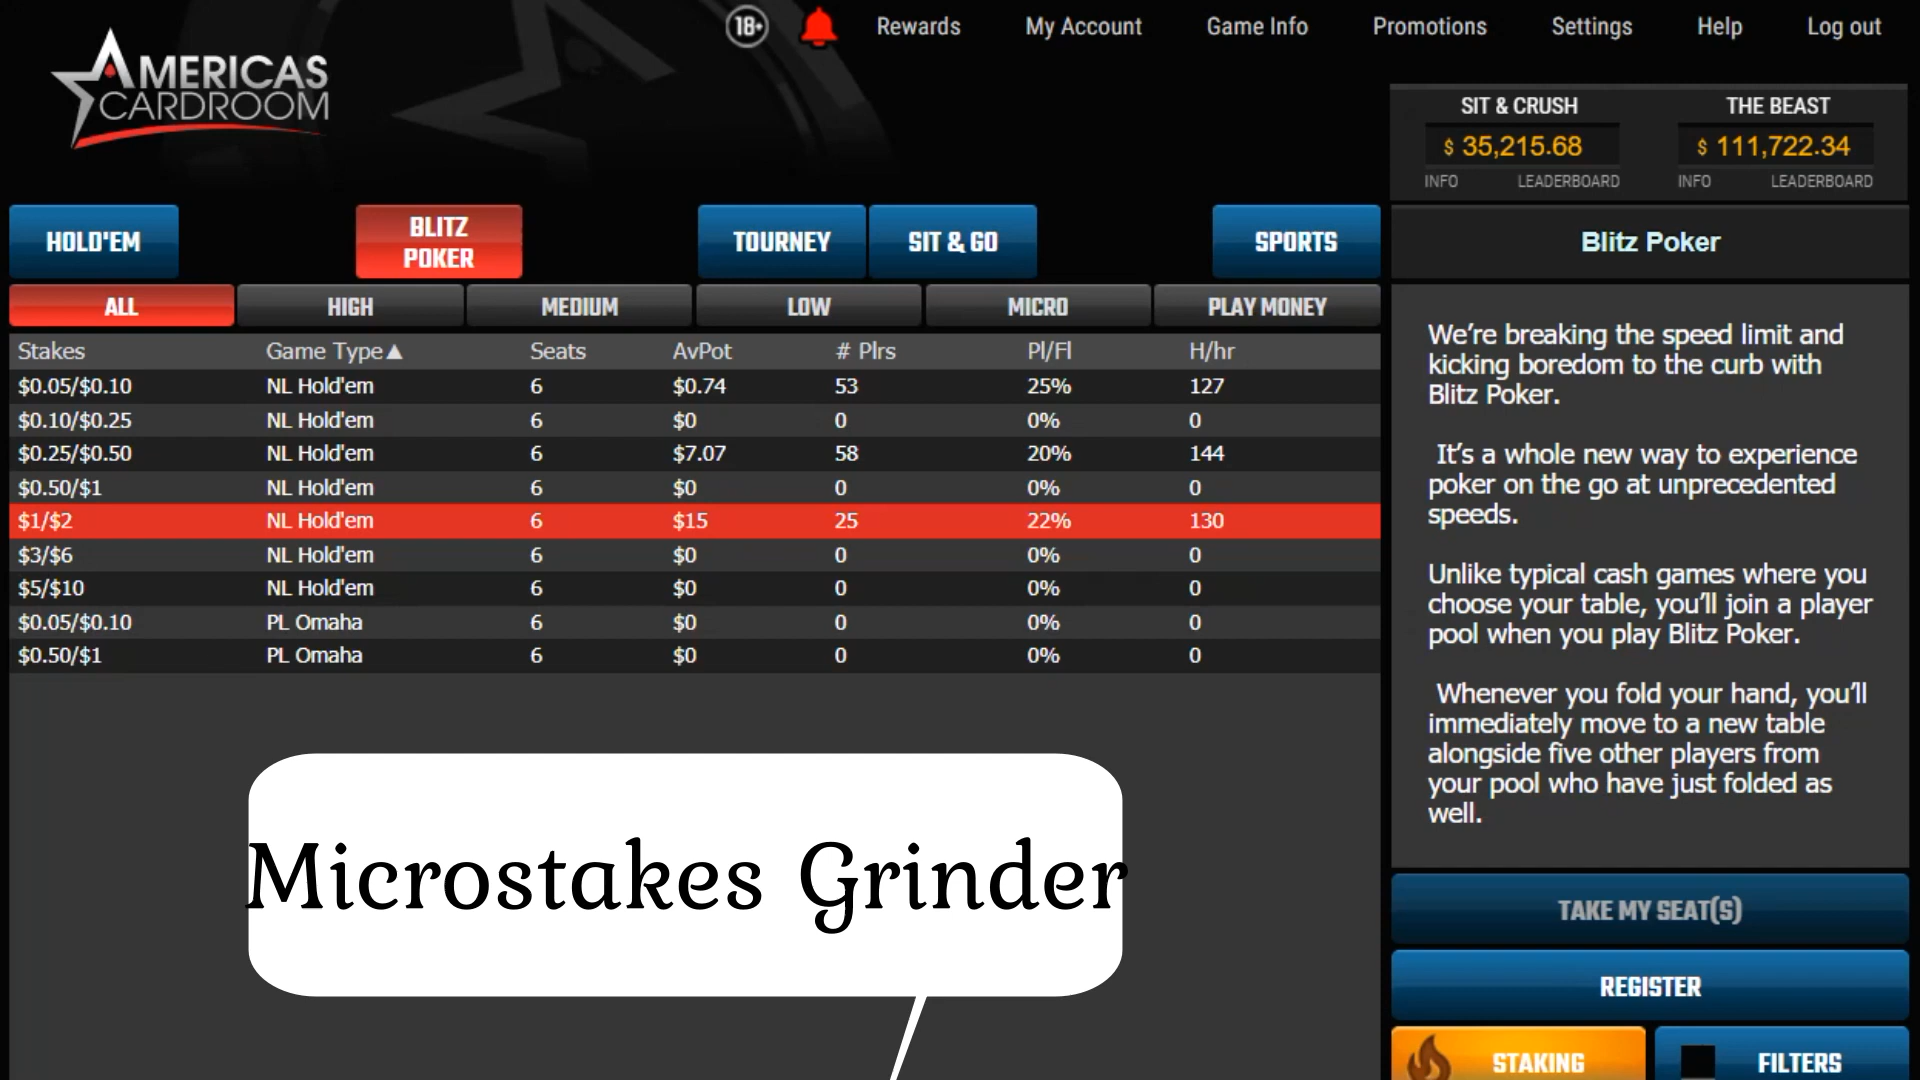 18+ Rewards My Account Game Info Promotions Settings Help Log out
AMERICAS
CARDROOM
SIT & CRUSH THE BEAST
$ 35,215.68 $ 111,722.34
INFO LEADERBOARD INFO LEADERBOARD
HOLD'EM BLITZ POKER TOURNEY SIT & GO SPORTS
ALL HIGH MEDIUM LOW MICRO PLAY MONEY
Stakes Game Type▲ Seats AvPot # Plrs Pl/Fl H/hr
$0.05/$0.10 NL Hold'em 6 $0.74 53 25% 127
$0.10/$0.25 NL Hold'em 6 $0 0 0% 0
$0.25/$0.50 NL Hold'em 6 $7.07 58 20% 144
$0.50/$1 NL Hold'em 6 $0 0 0% 0
$1/$2 NL Hold'em 6 $15 25 22% 130
$3/$6 NL Hold'em 6 $0 0 0% 0
$5/$10 NL Hold'em 6 $0 0 0% 0
$0.05/$0.10 PL Omaha 6 $0 0 0% 0
$0.50/$1 PL Omaha 6 $0 0 0% 0
Microstakes Grinder
Blitz Poker
We're breaking the speed limit and
kicking boredom to the curb with
Blitz Poker.
It's a whole new way to experience
poker on the go at unprecedented
speeds.
Unlike typical cash games where you
choose your table, you'll join a player
pool when you play Blitz Poker.
Whenever you fold your hand, you'll
immediately move to a new table
alongside five other players from
your pool who have just folded as
well.
TAKE MY SEAT(S)
REGISTER
STAKING FILTERS